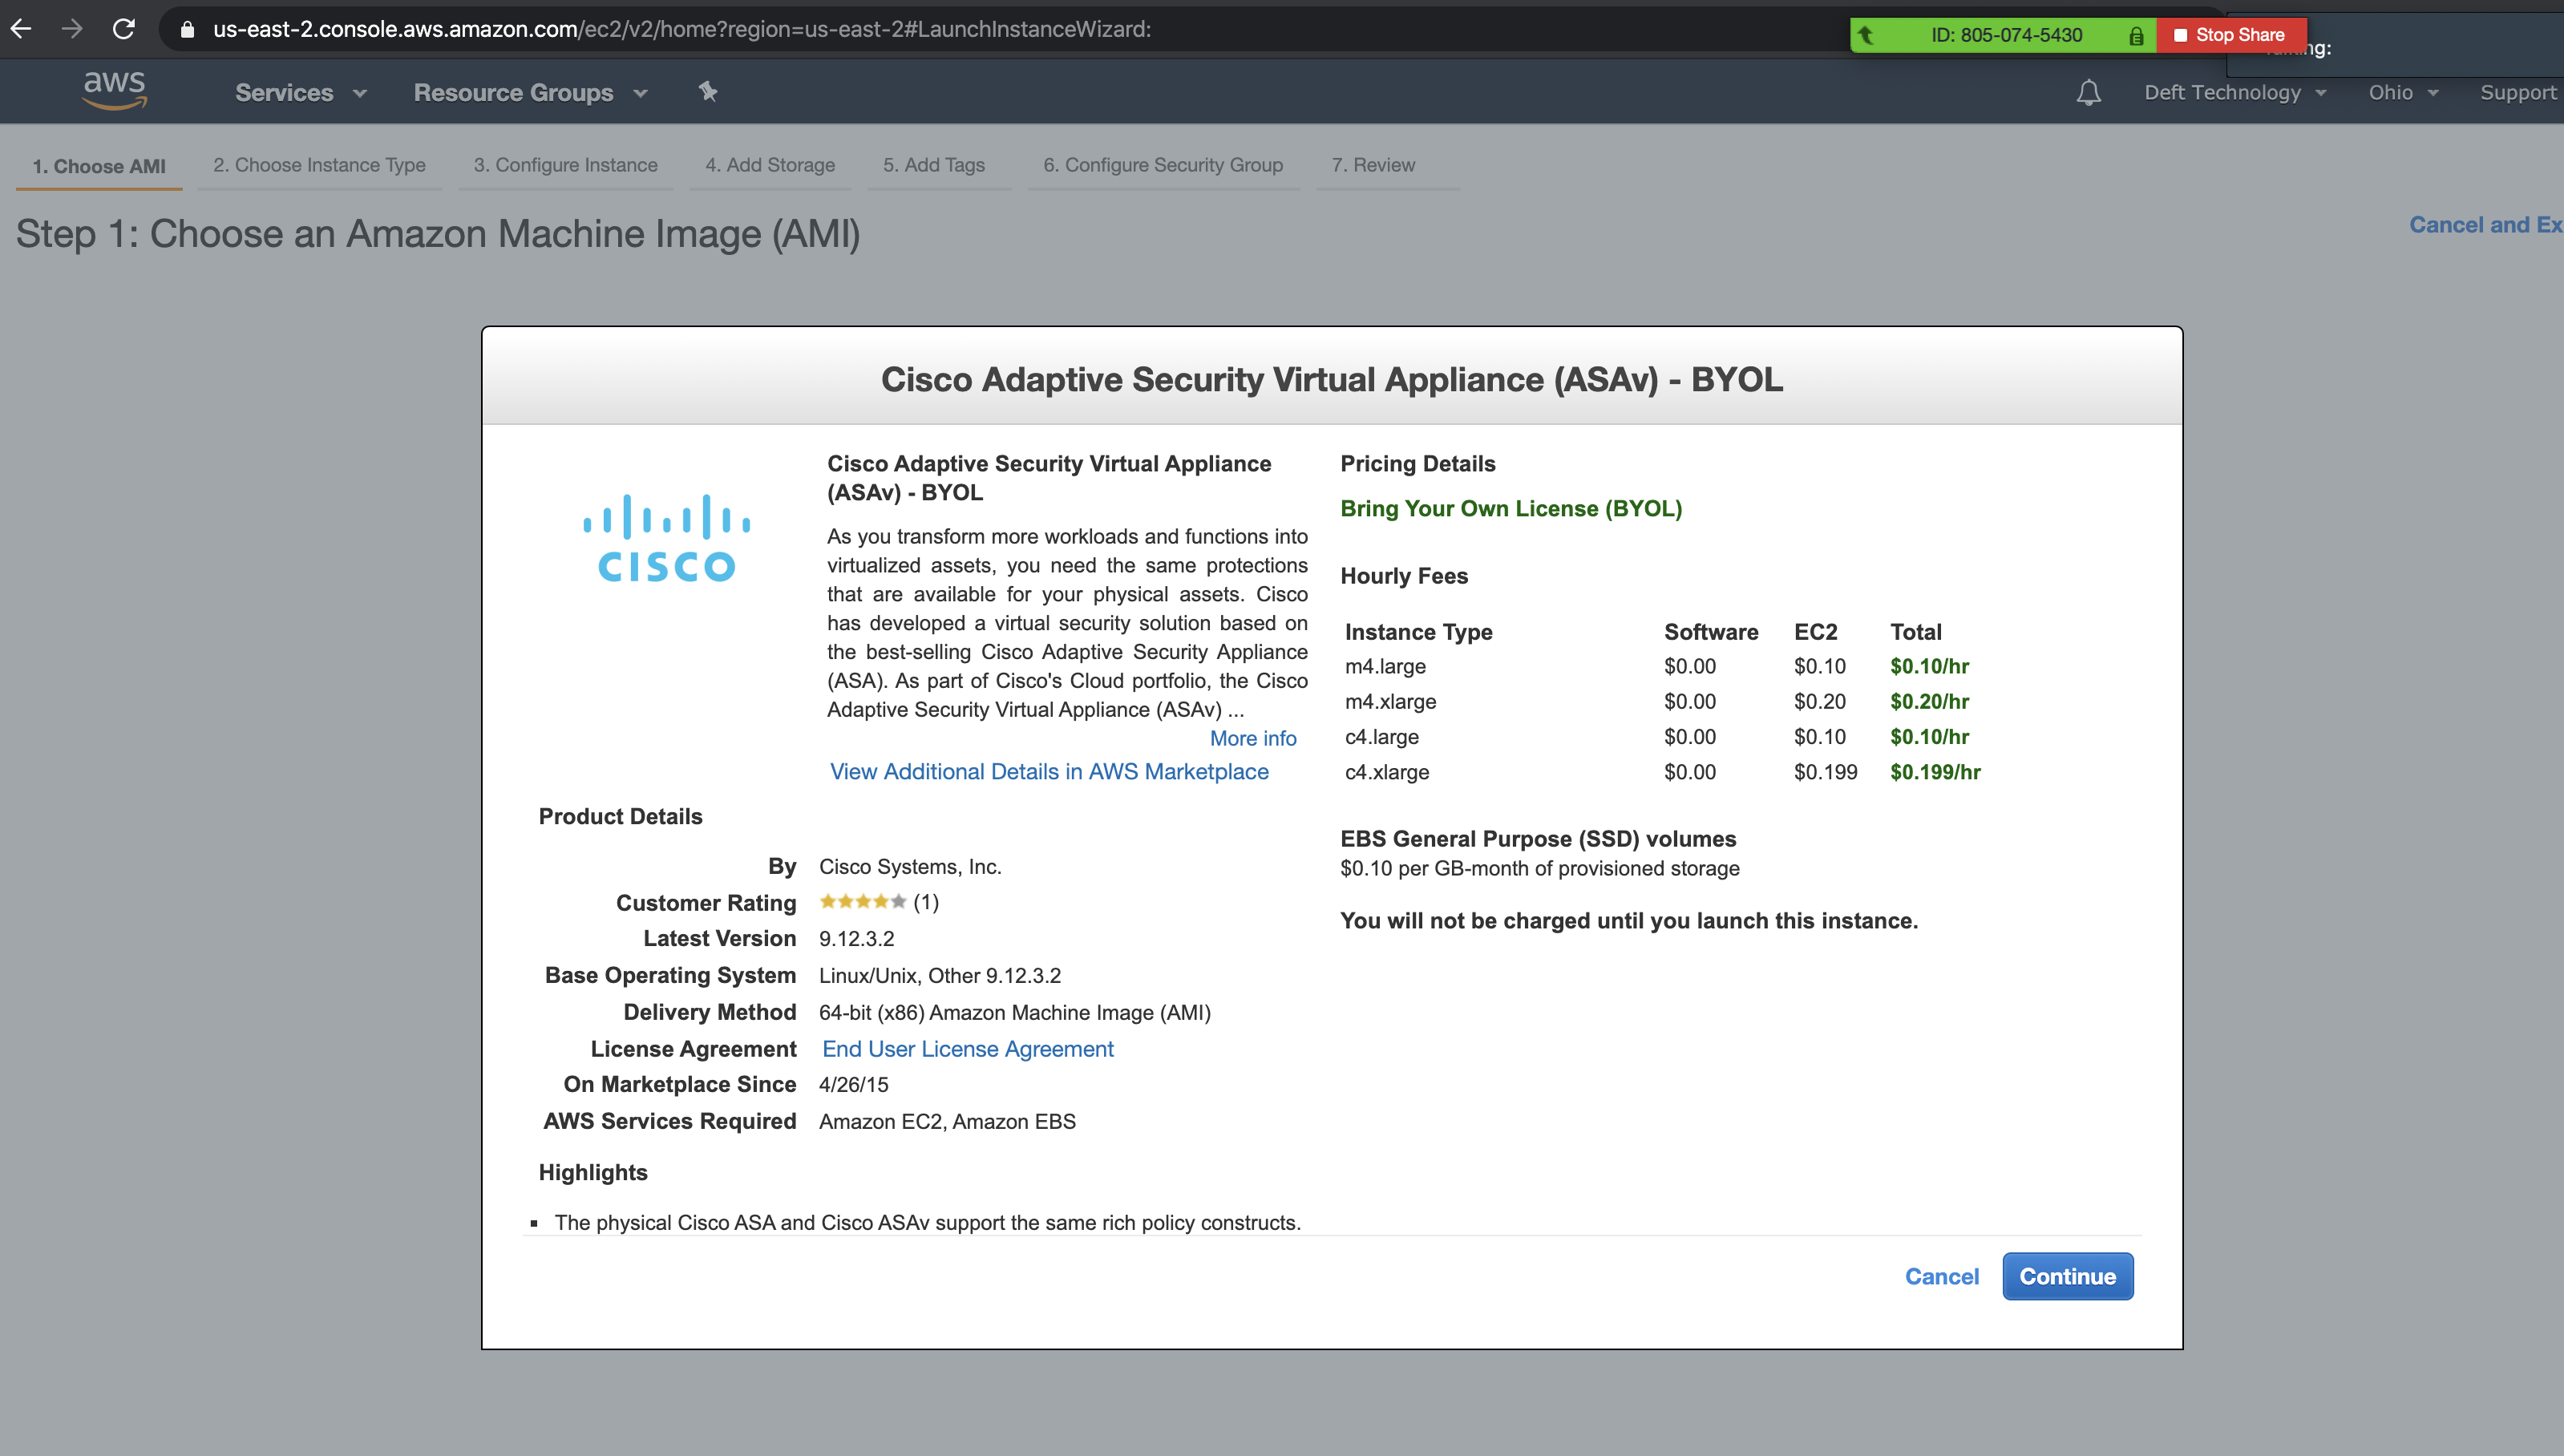 us-east-2.console.aws.amazon.com/ec2/v2/home?region=us-east-2#LaunchInstanceWizard:
ID: 805-074-5430 Stop Share
aws Services Resource Groups Deft Technology Ohio Support
1. Choose AMI 2. Choose Instance Type 3. Configure Instance 4. Add Storage 5. Add Tags 6. Configure Security Group 7. Review
Step 1: Choose an Amazon Machine Image (AMI)
Cancel and Ex
Cisco Adaptive Security Virtual Appliance (ASAv) - BYOL
CISCO
Cisco Adaptive Security Virtual Appliance
(ASAv) - BYOL
As you transform more workloads and functions into
virtualized assets, you need the same protections
that are available for your physical assets. Cisco
has developed a virtual security solution based on
the best-selling Cisco Adaptive Security Appliance
(ASA). As part of Cisco's Cloud portfolio, the Cisco
Adaptive Security Virtual Appliance (ASAv) ...
More info
View Additional Details in AWS Marketplace
Product Details
By Cisco Systems, Inc.
Customer Rating (1)
Latest Version 9.12.3.2
Base Operating System Linux/Unix, Other 9.12.3.2
Delivery Method 64-bit (x86) Amazon Machine Image (AMI)
License Agreement End User License Agreement
On Marketplace Since 4/26/15
AWS Services Required Amazon EC2, Amazon EBS
Highlights
▪ The physical Cisco ASA and Cisco ASAv support the same rich policy constructs.
Pricing Details
Bring Your Own License (BYOL)
Hourly Fees
Instance Type Software EC2 Total
m4.large $0.00 $0.10 $0.10/hr
m4.xlarge $0.00 $0.20 $0.20/hr
c4.large $0.00 $0.10 $0.10/hr
c4.xlarge $0.00 $0.199 $0.199/hr
EBS General Purpose (SSD) volumes
$0.10 per GB-month of provisioned storage
You will not be charged until you launch this instance.
Cancel Continue